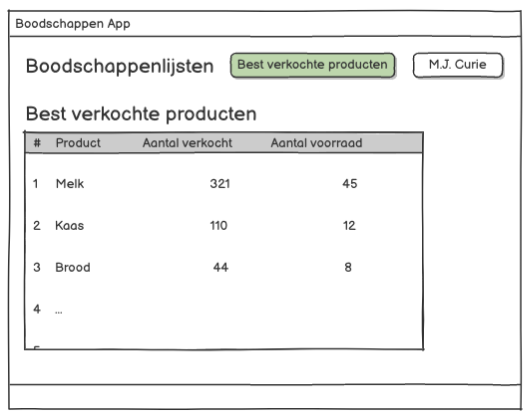 Boodschappen App
Boodschappenlijsten Best verkochte producten M.J. Curie
Best verkochte producten
# Product Aantal verkocht Aantal voorraad
1 Melk 321 45
2 Kaas 110 12
3 Brood 44 8
4 ...